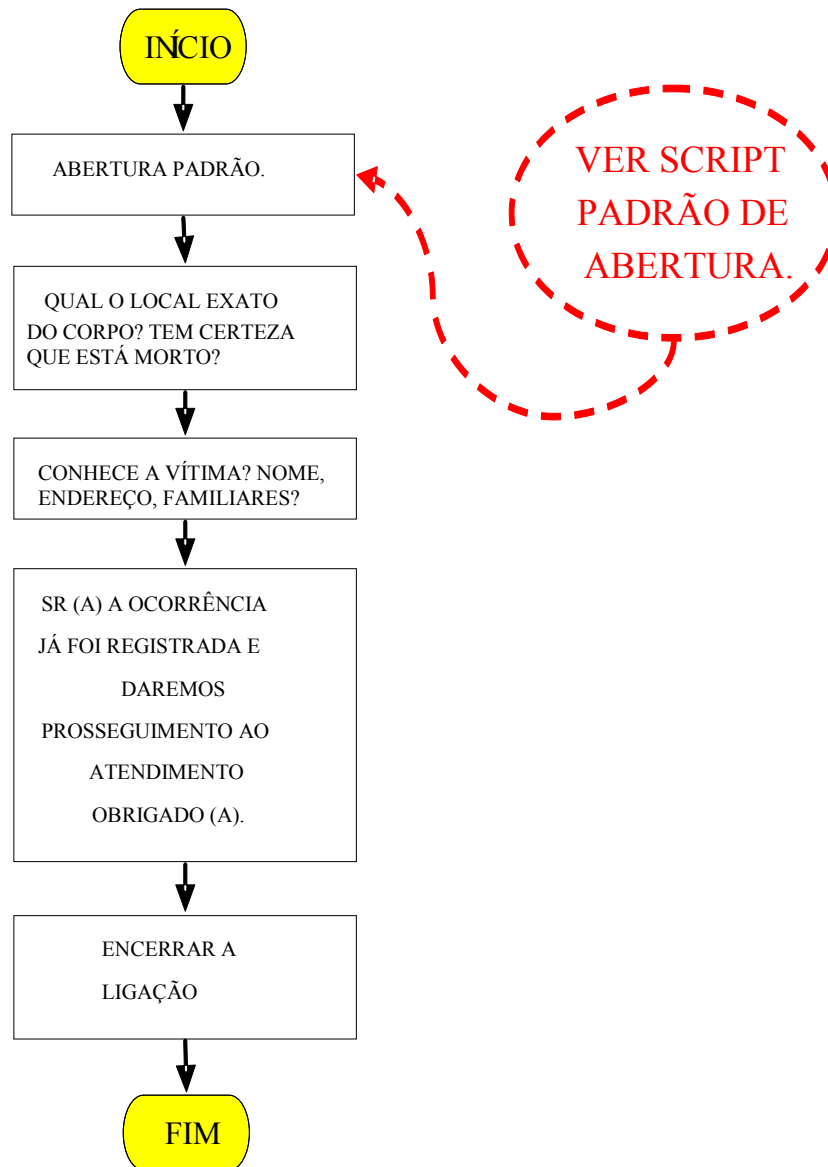 INÍCIO
ABERTURA PADRÃO.
VER SCRIPT
PADRÃO DE
ABERTURA.
QUAL O LOCAL EXATO
DO CORPO? TEM CERTEZA
QUE ESTÁ MORTO?
CONHECE A VÍTIMA? NOME,
ENDEREÇO, FAMILIARES?
SR (A) A OCORRÊNCIA
JÁ FOI REGISTRADA E
DAREMOS
PROSSEGUIMENTO AO
ATENDIMENTO
OBRIGADO (A).
ENCERRAR A
LIGAÇÃO
FIM